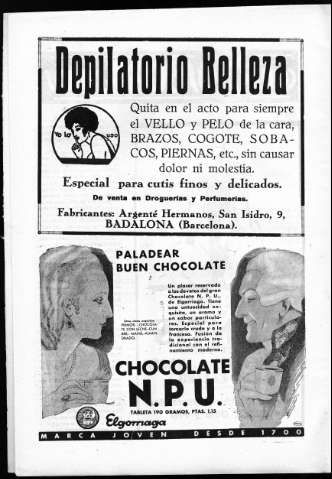 Depilatorio Belleza
Yo lo uso
Quita en el acto para siempre
el VELLO y PELO de la cara,
BRAZOS, COGOTE, SOBA-
COS, PIERNAS, etc., sin causar
dolor ni molestia.
Especial para cutis finos y delicados.
De venta en Droguerías y Perfumerías.
Fabricantes: Argenté Hermanos, San Isidro, 9,
BADALONA (Barcelona).
PALADEAR
BUEN CHOCOLATE
Un placer reservado
a los devotos del gran
Chocolate N. P. U.,
de Elgorriaga. Tiene
una untuosidad ex-
quisita, un aroma y
un sabor particula-
res. Especial para
tomarlo crudo y a la
francesa. Fusión de
la experiencia tra-
dicional con el refi-
namiento moderno.
CHOCOLATE
N.P.U.
TABLETA 190 GRAMOS, PTAS. 1,15
Elgorriaga
MARCA JOVEN DESDE 1700